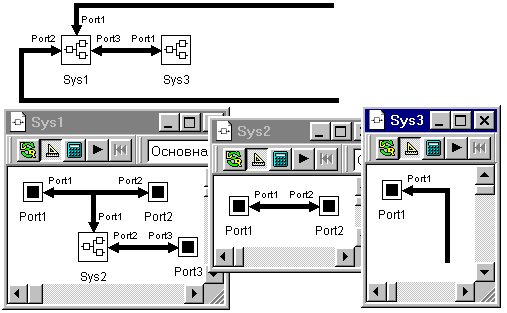 Port1
Port2 Port3 Port1
Sys1 Sys3
Sys1
Основна
Port1 Port2
Port1 Port2
Port1
Port2 Port3
Sys2
Port3
Sys2
Port1 Port2
Port1 Port2
Sys3
Port1
Port1